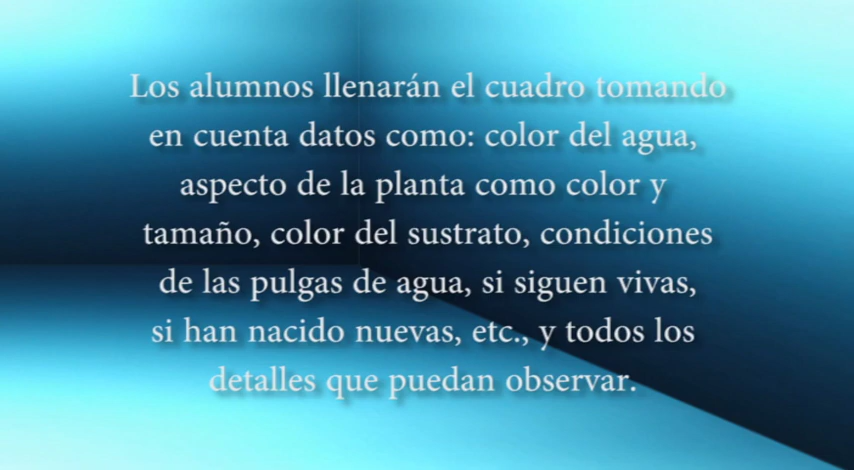 Los alumnos llenarán el cuadro tomando
en cuenta datos como: color del agua,
aspecto de la planta como color y
tamaño, color del sustrato, condiciones
de las pulgas de agua, si siguen vivas,
si han nacido nuevas, etc., y todos los
detalles que puedan observar.